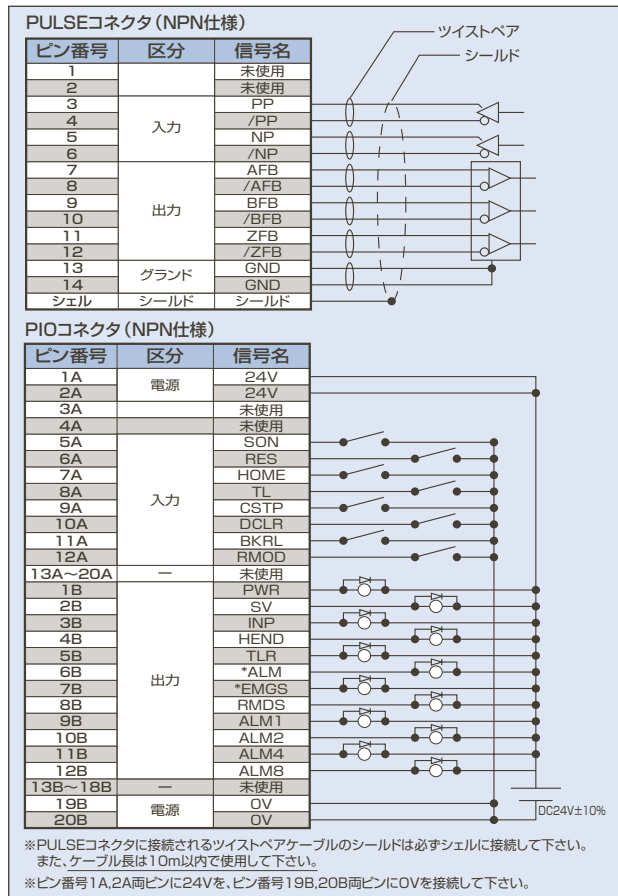 PULSEコネクタ(NPN仕様)
ツイストペア
シールド
ピン番号 区分 信号名
1 未使用
2 未使用
3 PP
4 /PP
入力
5 NP
6 /NP
7 AFB
8 /AFB
9 BFB
出力
10 /BFB
11 ZFB
12 /ZFB
13 GND
グランド
14 GND
シェル シールド シールド
PIOコネクタ(NPN仕様)
ピン番号 区分 信号名
1A 24V
電源
2A 24V
3A 未使用
4A 未使用
5A SON
6A RES
7A HOME
8A TL
入力
9A CSTP
10A DCLR
11A BKRL
12A RMOD
13A~20A ー 未使用
1B PWR
2B SV
3B INP
4B HEND
5B TLR
6B *ALM
出力
7B *EMGS
8B RMDS
9B ALM1
10B ALM2
11B ALM4
12B ALM8
13B~18B ー 未使用
19B 0V
電源
20B 0V
DC24V±10%
※PULSEコネクタに接続されるツイストペアケーブルのシールドは必ずシェルに接続して下さい。
また、ケーブル長は10m以内で使用して下さい。
※ピン番号1A,2A両ピンに24Vを、ピン番号19B,20B両ピンに0Vを接続して下さい。